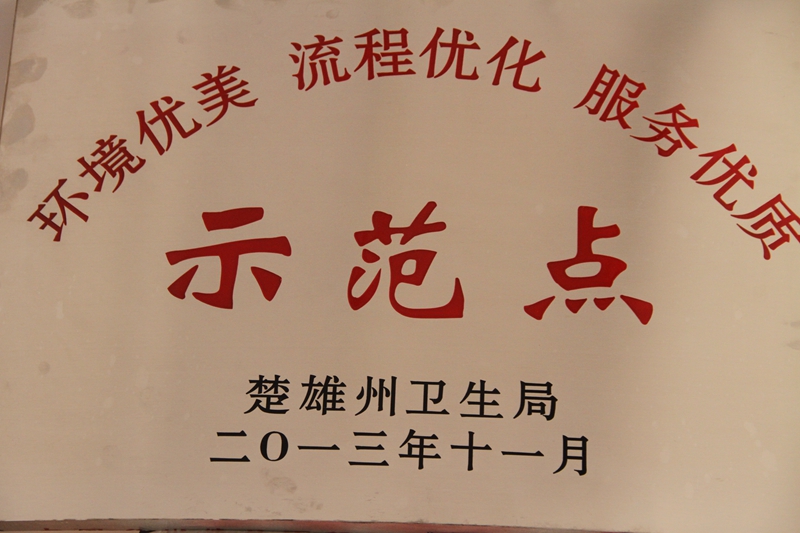 环境优美 流程优化 服务优质
示范点
楚雄州卫生局
二〇一三年十一月